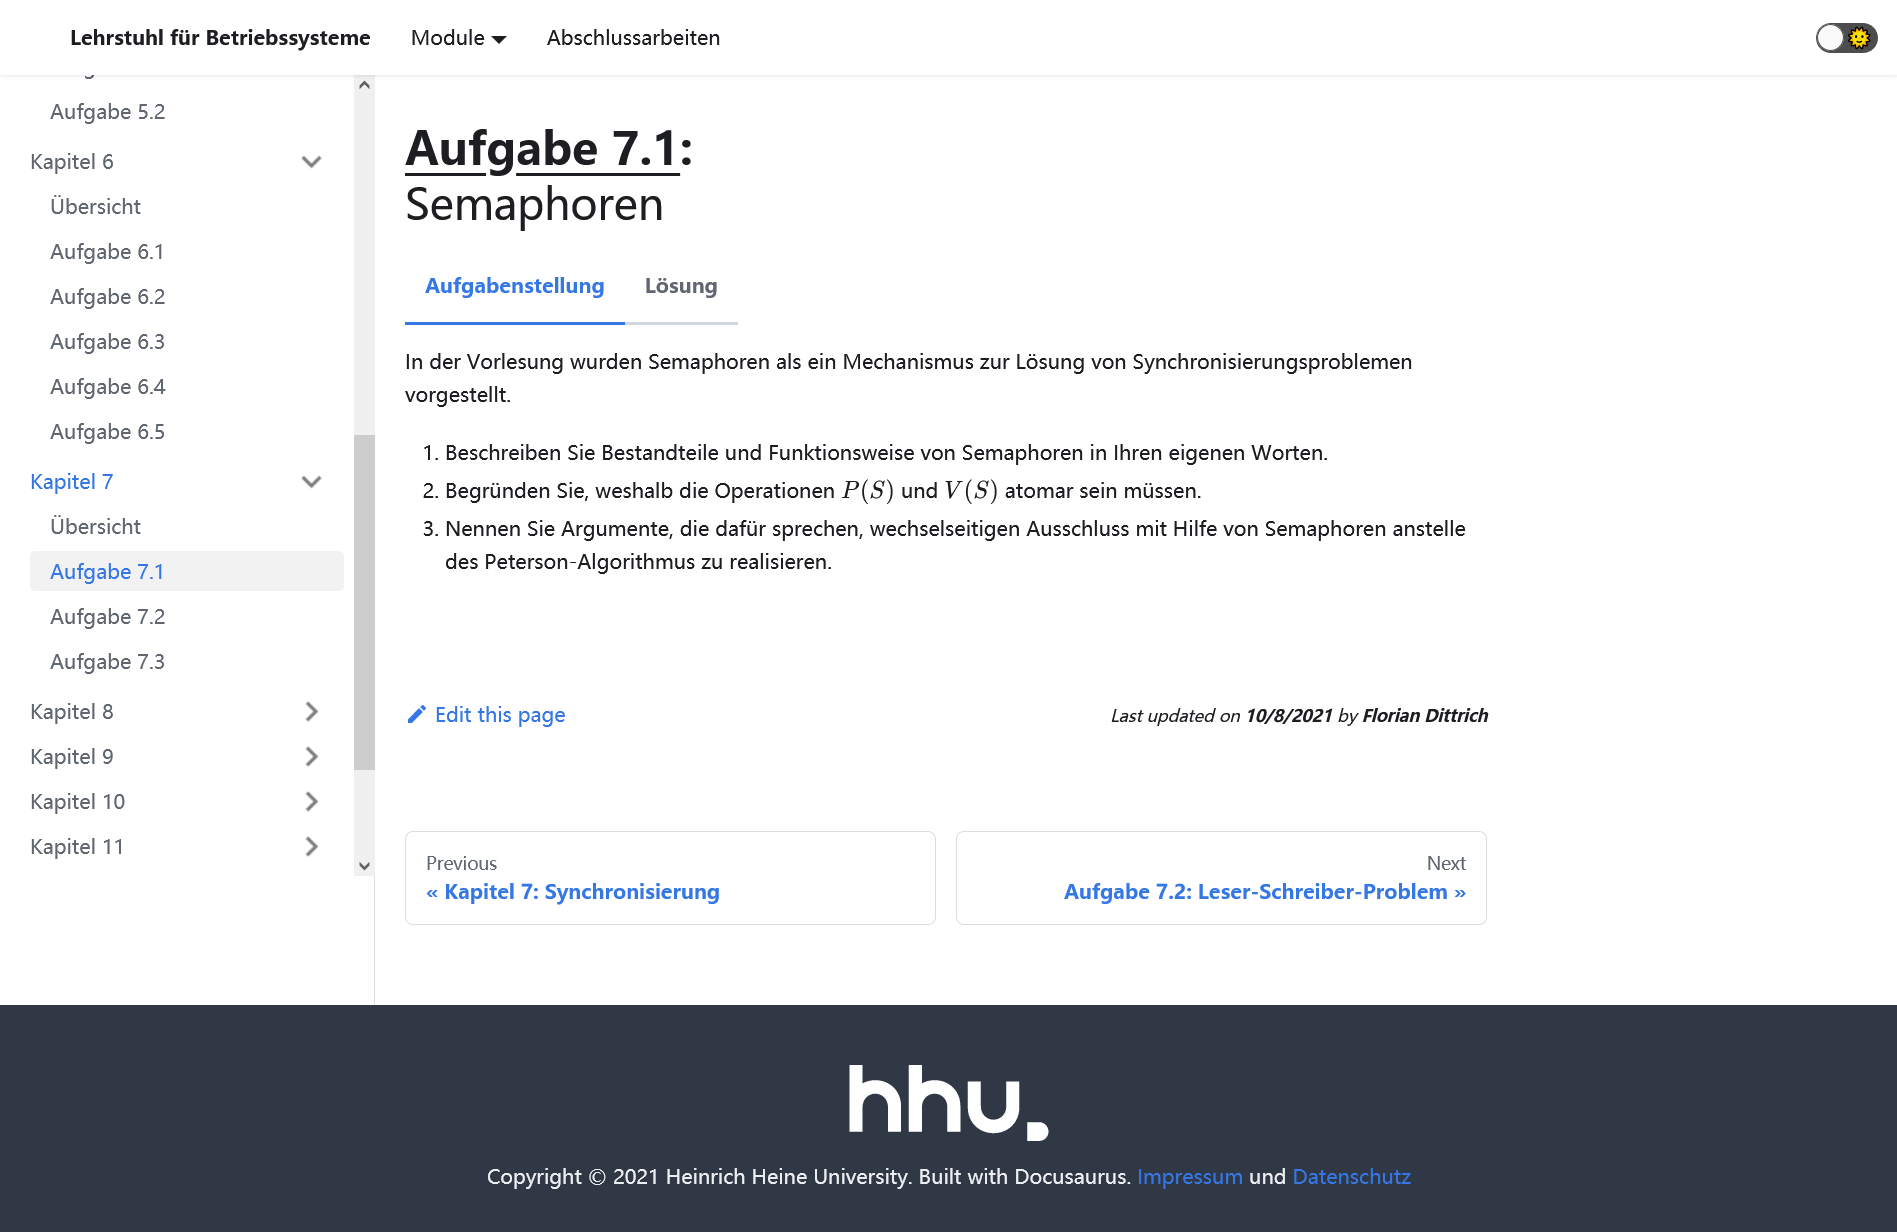 Lehrstuhl für Betriebssysteme Module Abschlussarbeiten
Aufgabe 5.2
Kapitel 6
Übersicht
Aufgabe 6.1
Aufgabe 6.2
Aufgabe 6.3
Aufgabe 6.4
Aufgabe 6.5
Kapitel 7
Übersicht
Aufgabe 7.1
Aufgabe 7.2
Aufgabe 7.3
Kapitel 8
Kapitel 9
Kapitel 10
Kapitel 11
Aufgabe 7.1:
Semaphoren
Aufgabenstellung Lösung
In der Vorlesung wurden Semaphoren als ein Mechanismus zur Lösung von Synchronisierungsproblemen
vorgestellt.
1. Beschreiben Sie Bestandteile und Funktionsweise von Semaphoren in Ihren eigenen Worten.
2. Begründen Sie, weshalb die Operationen P(S) und V(S) atomar sein müssen.
3. Nennen Sie Argumente, die dafür sprechen, wechselseitigen Ausschluss mit Hilfe von Semaphoren anstelle
des Peterson-Algorithmus zu realisieren.
Edit this page
Last updated on 10/8/2021 by Florian Dittrich
Previous
« Kapitel 7: Synchronisierung
Next
Aufgabe 7.2: Leser-Schreiber-Problem »
hhu.
Copyright © 2021 Heinrich Heine University. Built with Docusaurus. Impressum und Datenschutz